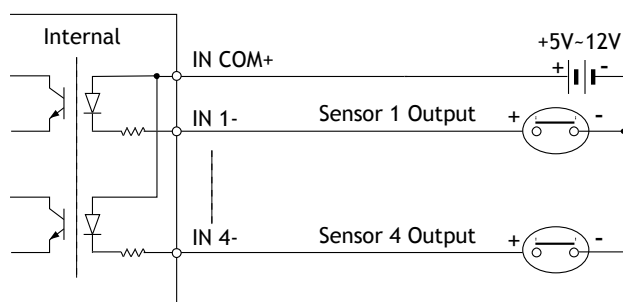 Internal
+5V~12V
IN COM+
+ -
IN 1-
Sensor 1 Output
+ -
IN 4-
Sensor 4 Output
+ -